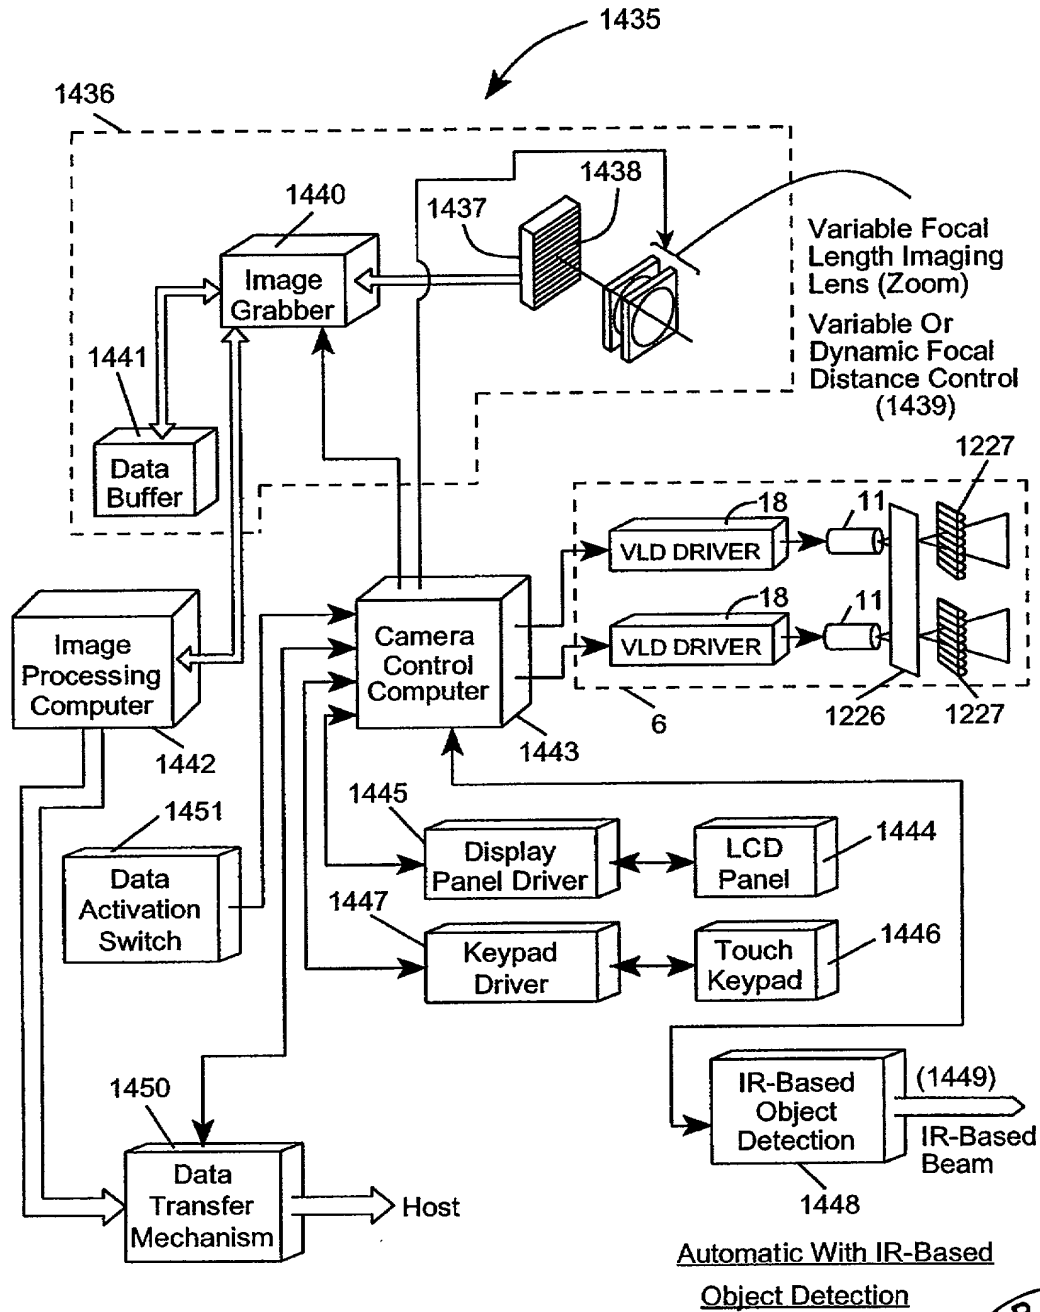 1435
1436
1440
1437
1438
Image
Grabber
Variable Focal
Length Imaging
Lens (Zoom)
Variable Or
Dynamic Focal
Distance Control
(1439)
1441
Data
Buffer
1227
18
11
VLD DRIVER
18
11
VLD DRIVER
1226
1227
6
Image
Processing
Computer
1442
Camera
Control
Computer
1443
1451
Data
Activation
Switch
1445
Display
Panel Driver
LCD
Panel
1444
1447
Keypad
Driver
Touch
Keypad
1446
IR-Based
Object
Detection
1448
(1449)
IR-Based
Beam
1450
Data
Transfer
Mechanism
Host
Automatic With IR-Based
Object Detection